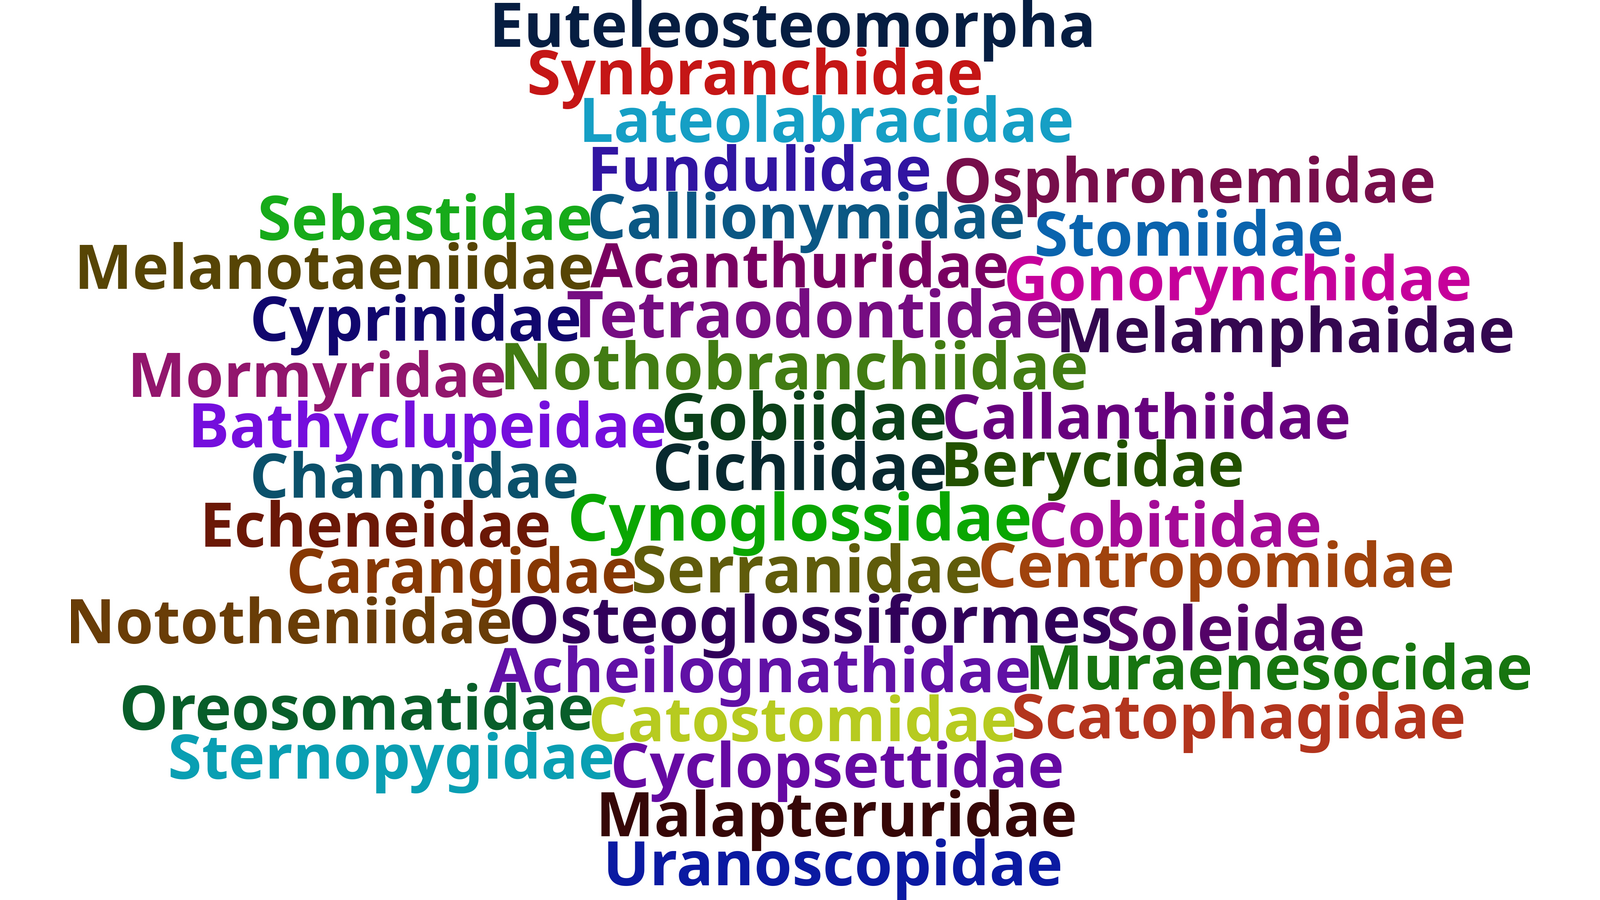 Euteleosteomorpha
Synbranchidae
Lateolabracidae
Fundulidae Osphronemidae
Sebastidae Callionymidae Stomiidae
Melanotaeniidae Acanthuridae Gonorynchidae
Cyprinidae Tetraodontidae Melamphaidae
Mormyridae Nothobranchiidae
Bathyclupeidae Gobiidae Callanthiidae
Channidae Cichlidae Berycidae
Echeneidae Cynoglossidae Cobitidae
Carangidae Serranidae Centropomidae
Nototheniidae Osteoglossiformes Soleidae
Acheilognathidae Muraenesocidae
Oreosomatidae Catostomidae Scatophagidae
Sternopygidae Cyclopsettidae
Malapteruridae
Uranoscopidae